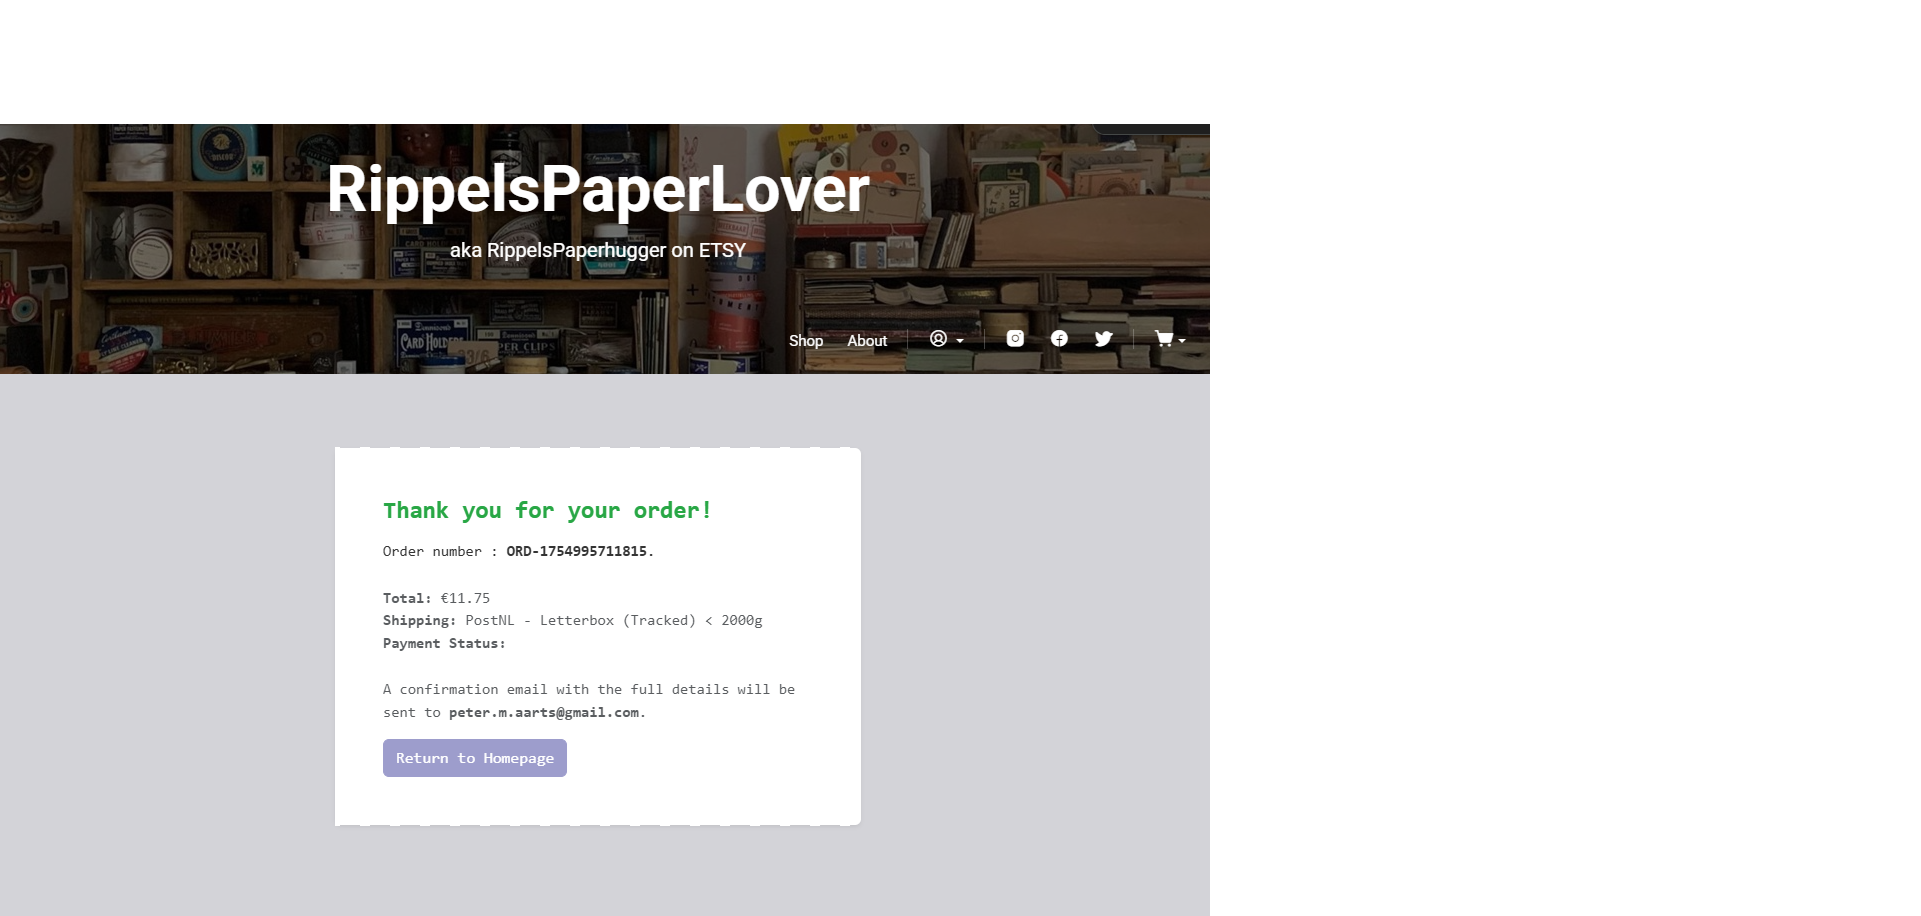 RippelsPaperLover
aka RippelsPaperhugger on ETSY
Shop About
Thank you for your order!
Order number : ORD-1754995711815.
Total: €11.75
Shipping: PostNL - Letterbox (Tracked) < 2000g
Payment Status:
A confirmation email with the full details will be
sent to peter.m.aarts@gmail.com.
Return to Homepage